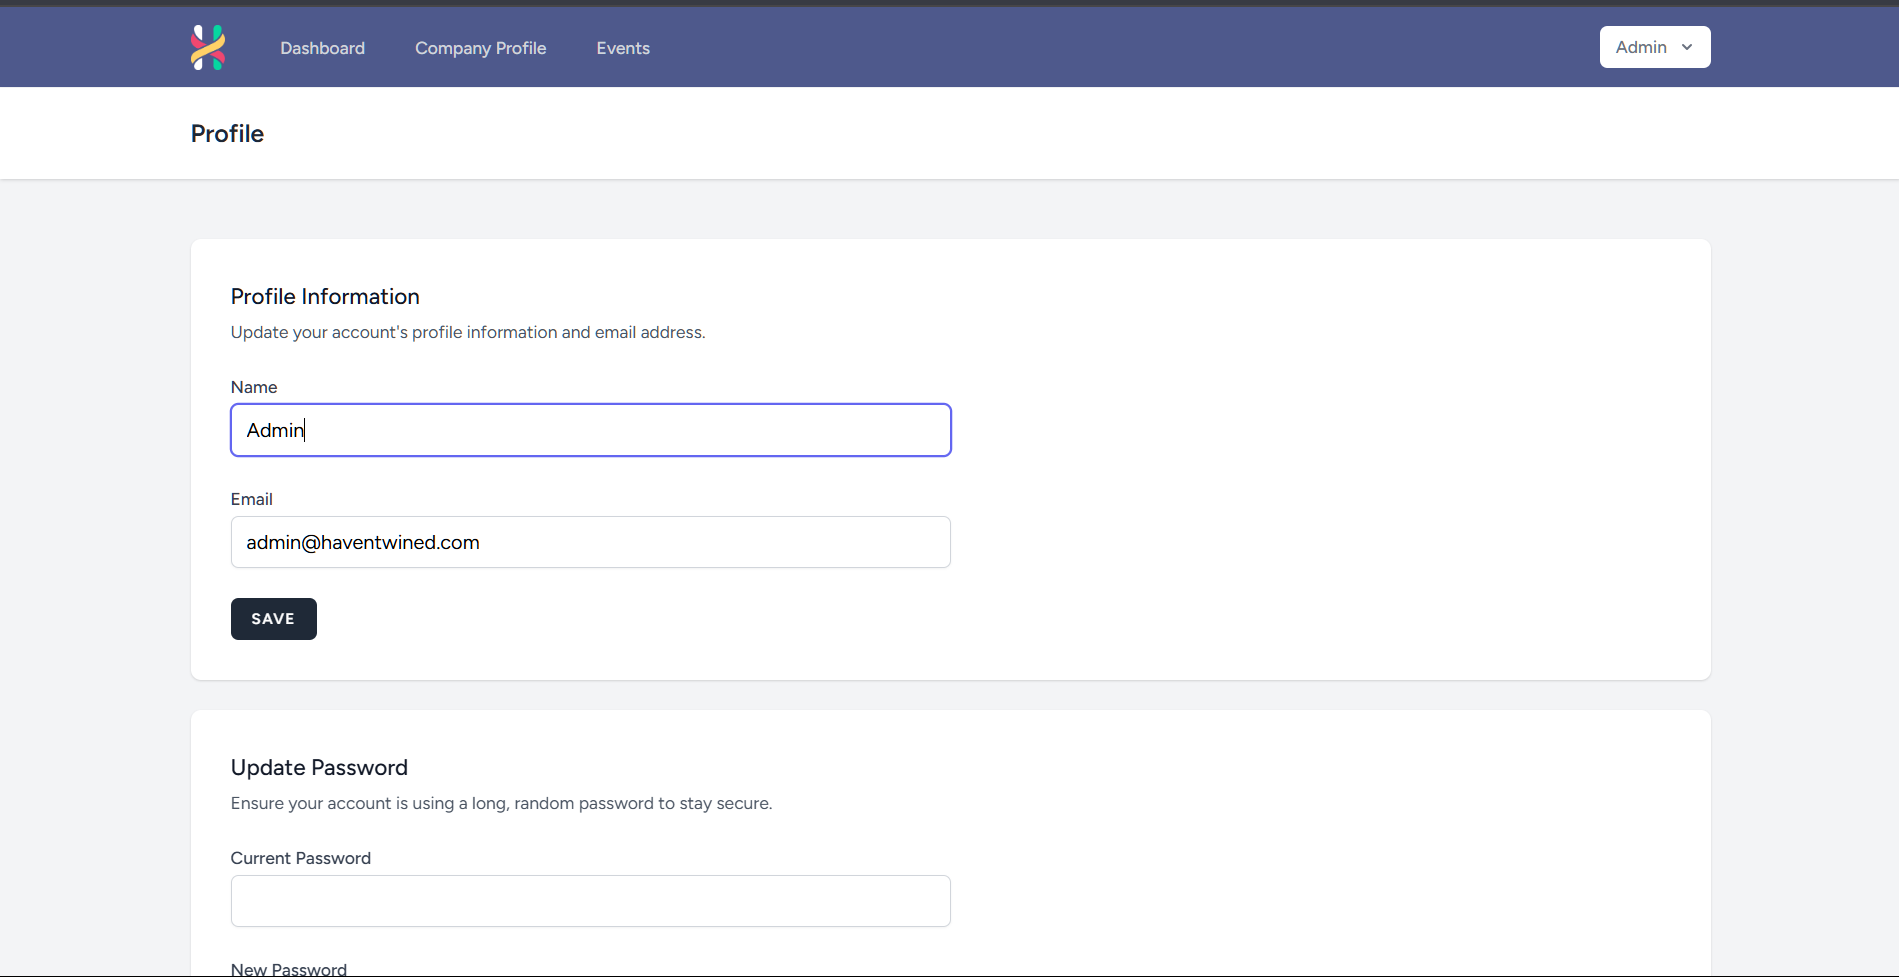 Dashboard Company Profile Events Admin
Profile
Profile Information
Update your account's profile information and email address.
Name
Admin
Email
admin@haventwined.com
SAVE
Update Password
Ensure your account is using a long, random password to stay secure.
Current Password
New Password